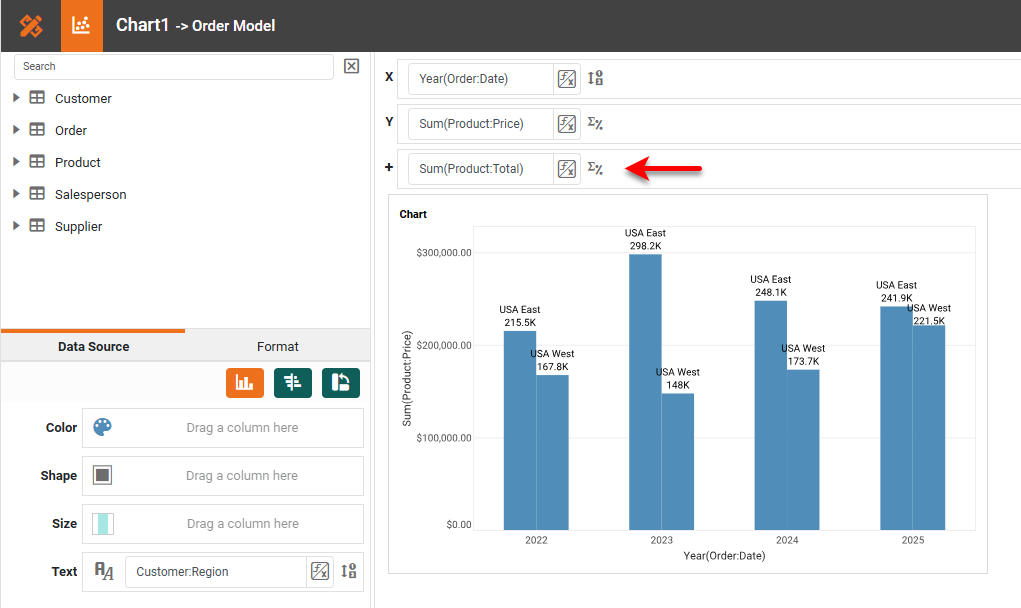 Chart1 -> Order Model
Search
Customer
Order
Product
Salesperson
Supplier
Data Source
Format
Color
Drag a column here
Shape
Drag a column here
Size
Drag a column here
Text
Customer:Region
X
Year(Order:Date)
Y
Sum(Product:Price)
+
Sum(Product:Total)
Chart
Sum(Product:Price)
$300,000.00
$200,000.00
$100,000.00
$0.00
USA East
215.5K
USA West
167.8K
USA East
298.2K
USA West
148K
USA East
248.1K
USA West
173.7K
USA East
241.9K
USA West
221.5K
2022
2023
2024
2025
Year(Order:Date)